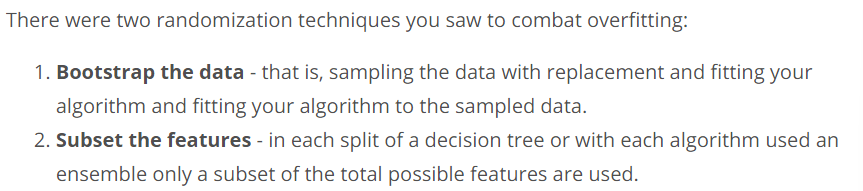 There were two randomization techniques you saw to combat overfitting:
1. Bootstrap the data - that is, sampling the data with replacement and fitting your
algorithm and fitting your algorithm to the sampled data.
2. Subset the features - in each split of a decision tree or with each algorithm used an
ensemble only a subset of the total possible features are used.